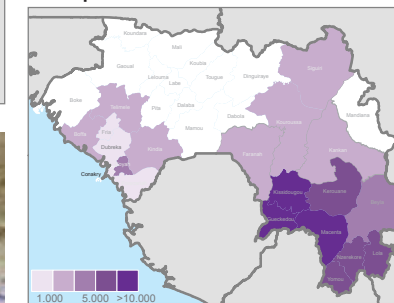 Koundara
Mali
Koubia
Gaoual
Lelouma
Labe
Tougue
Dinguiraye
Siguiri
Boke
Telimele
Pita
Dalaba
Dabola
Kouroussa
Mandiana
Mamou
Boffa
Fria
Dubreka
Kindia
Conakry
Faranah
Kankan
Kissidougou
Kerouane
Beyla
Gueckedou
Macenta
Nzerekore
Lola
Yomou
1.000 5.000 >10.000